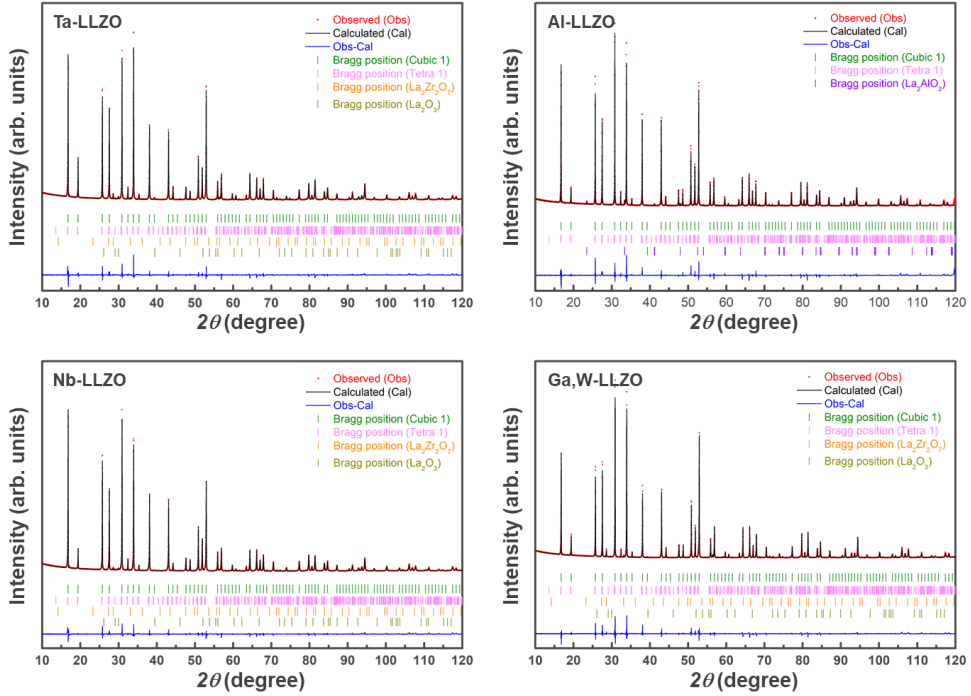 Ta-LLZO
Observed (Obs)
Calculated (Cal)
Obs-Cal
Bragg position (Cubic 1)
Bragg position (Tetra 1)
Bragg position (La₂Zr₂O₇)
Bragg position (La₂O₃)
Intensity (arb. units)
10 20 30 40 50 60 70 80 90 100 110 120
2θ (degree)
Al-LLZO
Observed (Obs)
Calculated (Cal)
Obs-Cal
Bragg position (Cubic 1)
Bragg position (Tetra 1)
Bragg position (La₂AlO₃)
Intensity (arb. units)
10 20 30 40 50 60 70 80 90 100 110 120
2θ (degree)
Nb-LLZO
Observed (Obs)
Calculated (Cal)
Obs-Cal
Bragg position (Cubic 1)
Bragg position (Tetra 1)
Bragg position (La₂Zr₂O₇)
Bragg position (La₂O₃)
Intensity (arb. units)
10 20 30 40 50 60 70 80 90 100 110 120
2θ (degree)
Ga,W-LLZO
Observed (Obs)
Calculated (Cal)
Obs-Cal
Bragg position (Cubic 1)
Bragg position (Tetra 1)
Bragg position (La₂Zr₂O₇)
Bragg position (La₂O₃)
Intensity (arb. units)
10 20 30 40 50 60 70 80 90 100 110 120
2θ (degree)